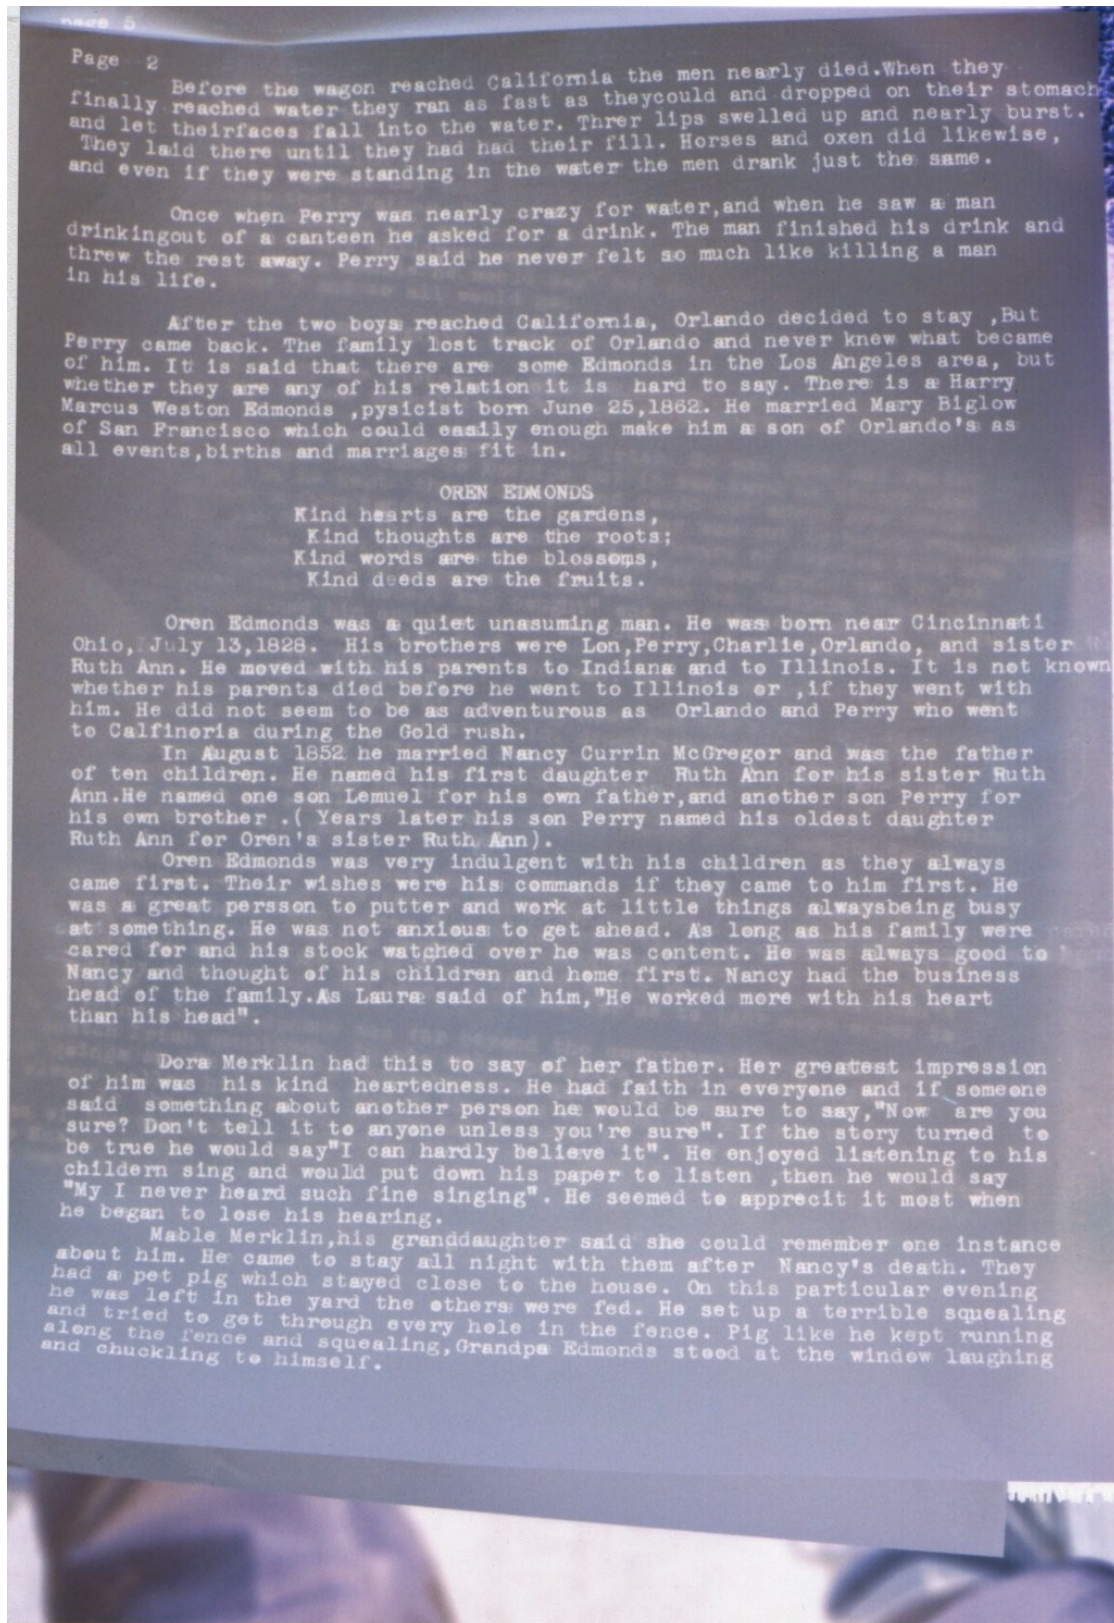 page 5
Page 2
Before the wagon reached California the men nearly died.When they
finally reached water they ran as fast as theycould and dropped on their stomach
and let theirfaces fall into the water. Threr lips swelled up and nearly burst.
They laid there until they had had their fill. Horses and oxen did likewise,
and even if they were standing in the water the men drank just the same.
Once when Perry was nearly crazy for water,and when he saw a man
drinkingout of a canteen he asked for a drink. The man finished his drink and
threw the rest away. Perry said he never felt so much like killing a man
in his life.
After the two boys reached California, Orlando decided to stay ,But
Perry came back. The family lost track of Orlando and never knew what became
of him. It is said that there are some Edmonds in the Los Angeles area, but
whether they are any of his relation it is hard to say. There is a Harry
Marcus Weston Edmonds ,pysicist born June 25,1862. He married Mary Biglow
of San Francisco which could easily enough make him a son of Orlando's as
all events,births and marriages fit in.
OREN EDMONDS
Kind hearts are the gardens,
Kind thoughts are the roots;
Kind words are the blossoms,
Kind deeds are the fruits.
Oren Edmonds was a quiet unasuming man. He was born near Cincinnati
Ohio, July 13,1828. His brothers were Lon,Perry,Charlie,Orlando, and sister
Ruth Ann. He moved with his parents to Indiana and to Illinois. It is not known
whether his parents died before he went to Illinois or ,if they went with
him. He did not seem to be as adventurous as Orlando and Perry who went
to Calfinoria during the Gold rush.
In August 1852 he married Nancy Currin McGregor and was the father
of ten children. He named his first daughter Ruth Ann for his sister Ruth
Ann.He named one son Lemuel for his own father,and another son Perry for
his own brother .( Years later his son Perry named his oldest daughter
Ruth Ann for Oren's sister Ruth Ann).
Oren Edmonds was very indulgent with his children as they always
came first. Their wishes were his commands if they came to him first. He
was a great persson to putter and work at little things alwaysbeing busy
at something. He was not anxious to get ahead. As long as his family were
cared for and his stock watched over he was content. He was always good to
Nancy and thought of his children and home first. Nancy had the business
head of the family.As Laura said of him,"He worked more with his heart
than his head".
Dora Merklin had this to say of her father. Her greatest impression
of him was his kind heartedness. He had faith in everyone and if someone
said something about another person he would be sure to say,"Now are you
sure? Don't tell it to anyone unless you're sure". If the story turned to
be true he would say"I can hardly believe it". He enjoyed listening to his
childern sing and would put down his paper to listen ,then he would say
"My I never heard such fine singing". He seemed to apprecit it most when
he began to lose his hearing.
Mable Merklin,his granddaughter said she could remember one instance
about him. He came to stay all night with them after Nancy's death. They
had a pet pig which stayed close to the house. On this particular evening
he was left in the yard the others were fed. He set up a terrible squealing
and tried to get through every hole in the fence. Pig like he kept running
along the fence and squealing,Grandpa Edmonds stood at the window laughing
and chuckling to himself.